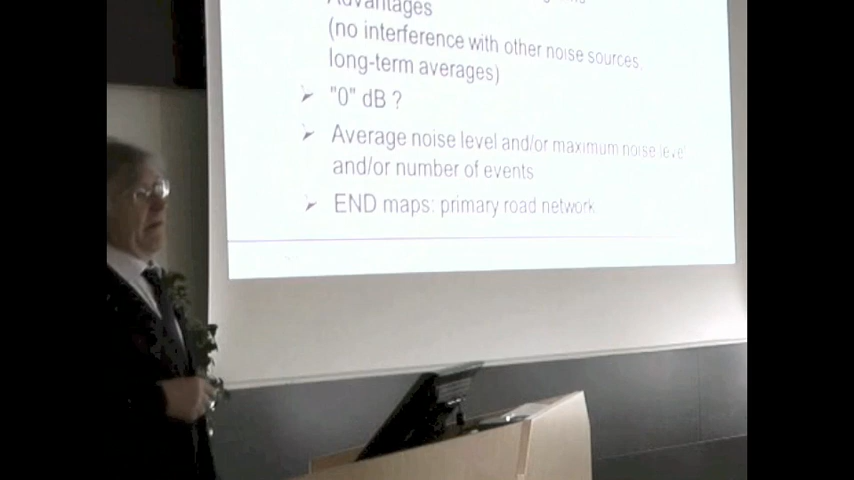 Advantages
(no interference with other noise sources,
long-term averages)
"0" dB ?
Average noise level and/or maximum noise level
and/or number of events
END maps: primary road network